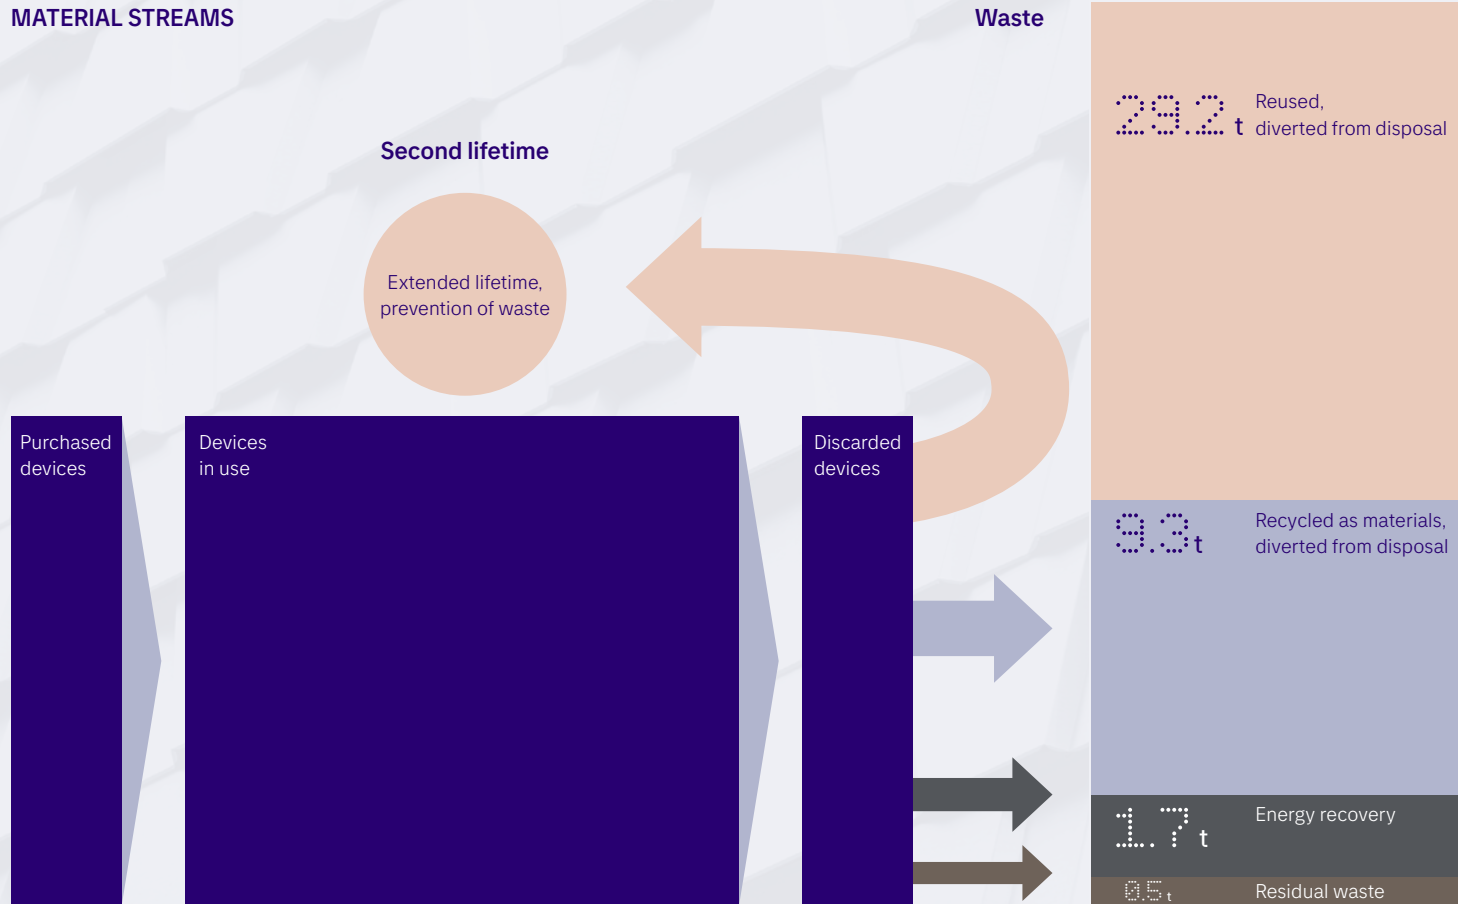 MATERIAL STREAMS
Waste
Second lifetime
Extended lifetime,
prevention of waste
Purchased
devices
Devices
in use
Discarded
devices
29.2 t
Reused,
diverted from disposal
9.3 t
Recycled as materials,
diverted from disposal
1.7 t
Energy recovery
0.5 t
Residual waste